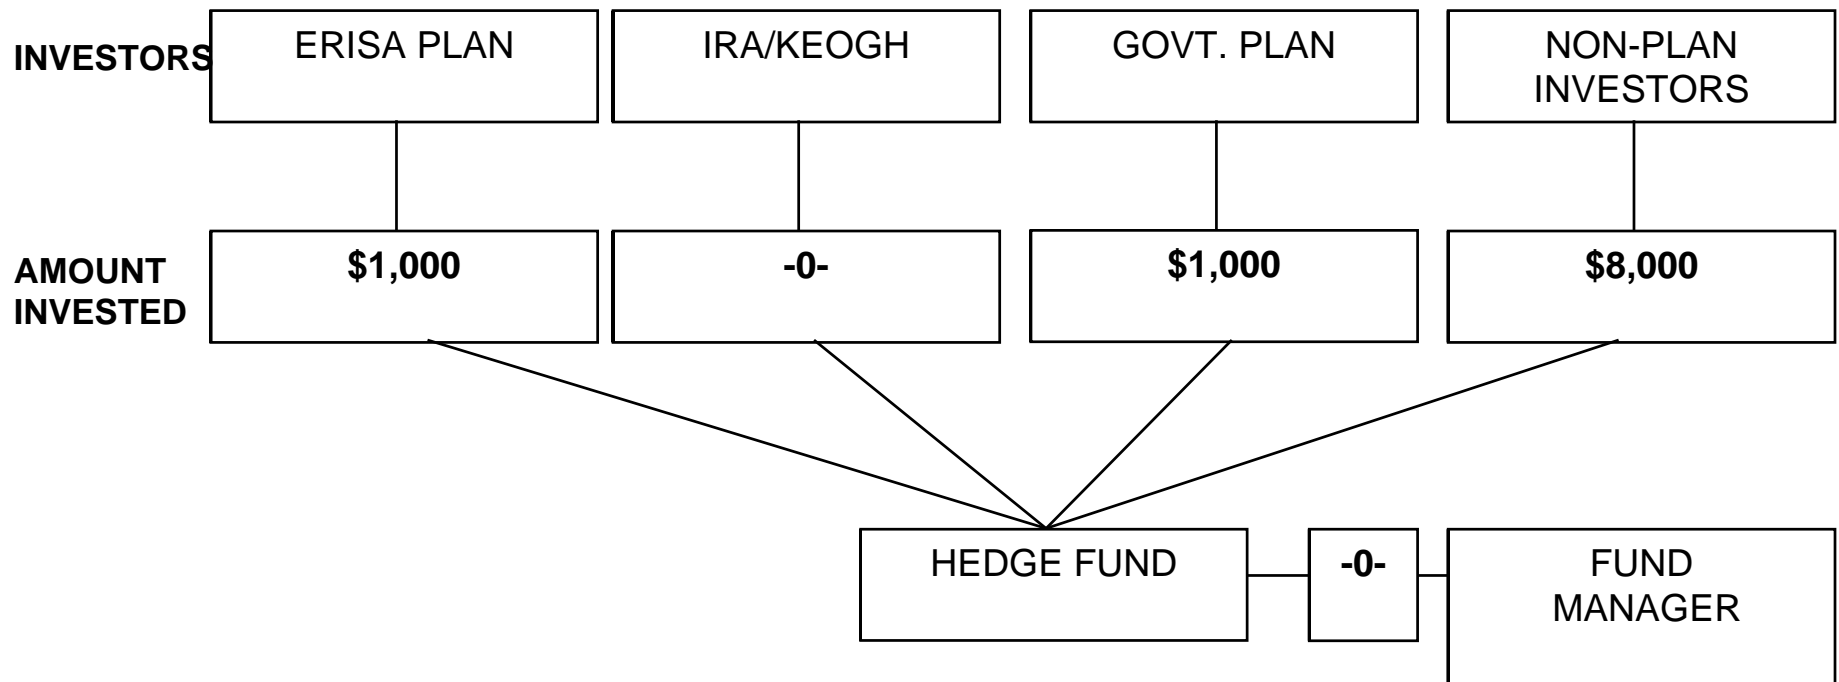 INVESTORS
ERISA PLAN
IRA/KEOGH
GOVT. PLAN
NON-PLAN
INVESTORS
AMOUNT
INVESTED
$1,000
-0-
$1,000
$8,000
HEDGE FUND
-0-
FUND
MANAGER